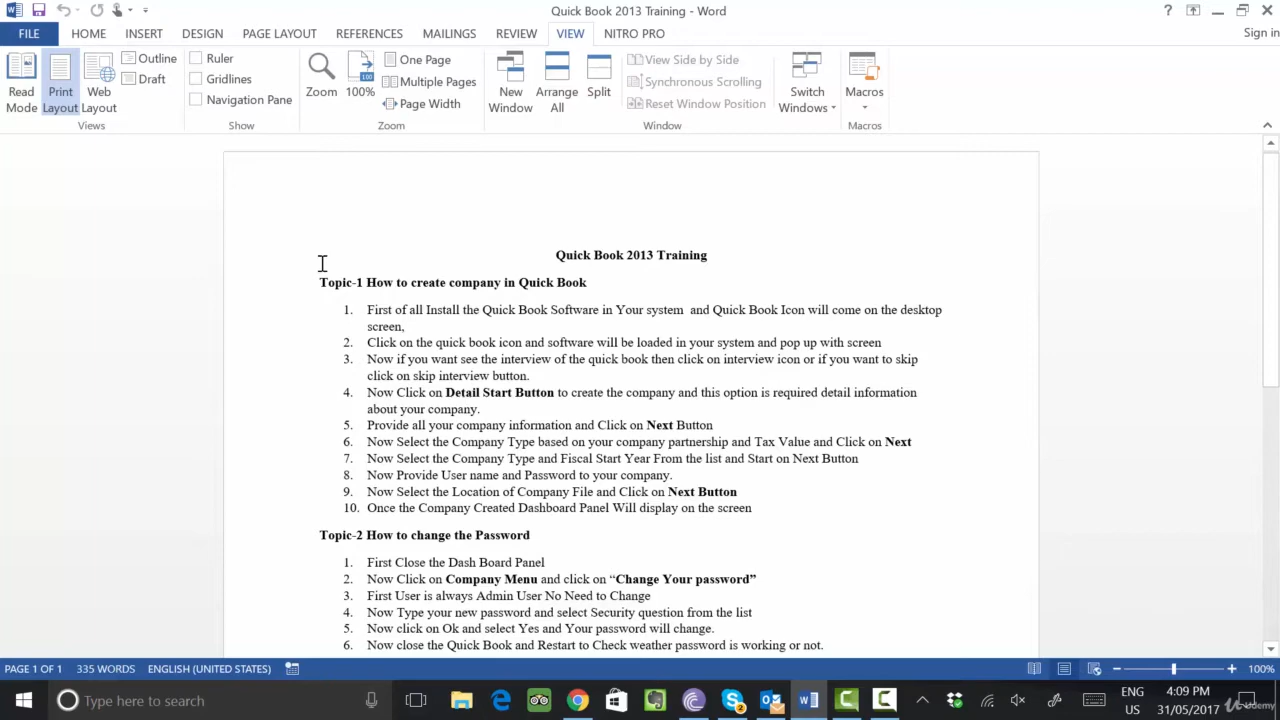 Quick Book 2013 Training - Word
? Sign in
FILE HOME INSERT DESIGN PAGE LAYOUT REFERENCES MAILINGS REVIEW VIEW NITRO PRO
Read Mode
Print Layout
Web Layout
Outline
Draft
Views
Ruler
Gridlines
Navigation Pane
Show
Zoom
100%
One Page
Multiple Pages
Page Width
Zoom
New Window
Arrange All
Split
View Side by Side
Synchronous Scrolling
Reset Window Position
Window
Switch Windows
Macros
Macros
Quick Book 2013 Training
Topic-1 How to create company in Quick Book
1. First of all Install the Quick Book Software in Your system and Quick Book Icon will come on the desktop
screen,
2. Click on the quick book icon and software will be loaded in your system and pop up with screen
3. Now if you want see the interview of the quick book then click on interview icon or if you want to skip
click on skip interview button.
4. Now Click on Detail Start Button to create the company and this option is required detail information
about your company.
5. Provide all your company information and Click on Next Button
6. Now Select the Company Type based on your company partnership and Tax Value and Click on Next
7. Now Select the Company Type and Fiscal Start Year From the list and Start on Next Button
8. Now Provide User name and Password to your company.
9. Now Select the Location of Company File and Click on Next Button
10. Once the Company Created Dashboard Panel Will display on the screen
Topic-2 How to change the Password
1. First Close the Dash Board Panel
2. Now Click on Company Menu and click on “Change Your password”
3. First User is always Admin User No Need to Change
4. Now Type your new password and select Security question from the list
5. Now click on Ok and select Yes and Your password will change.
6. Now close the Quick Book and Restart to Check weather password is working or not.
PAGE 1 OF 1 335 WORDS ENGLISH (UNITED STATES) 100%
Type here to search
ENG
US
4:09 PM
31/05/2017
Udemy